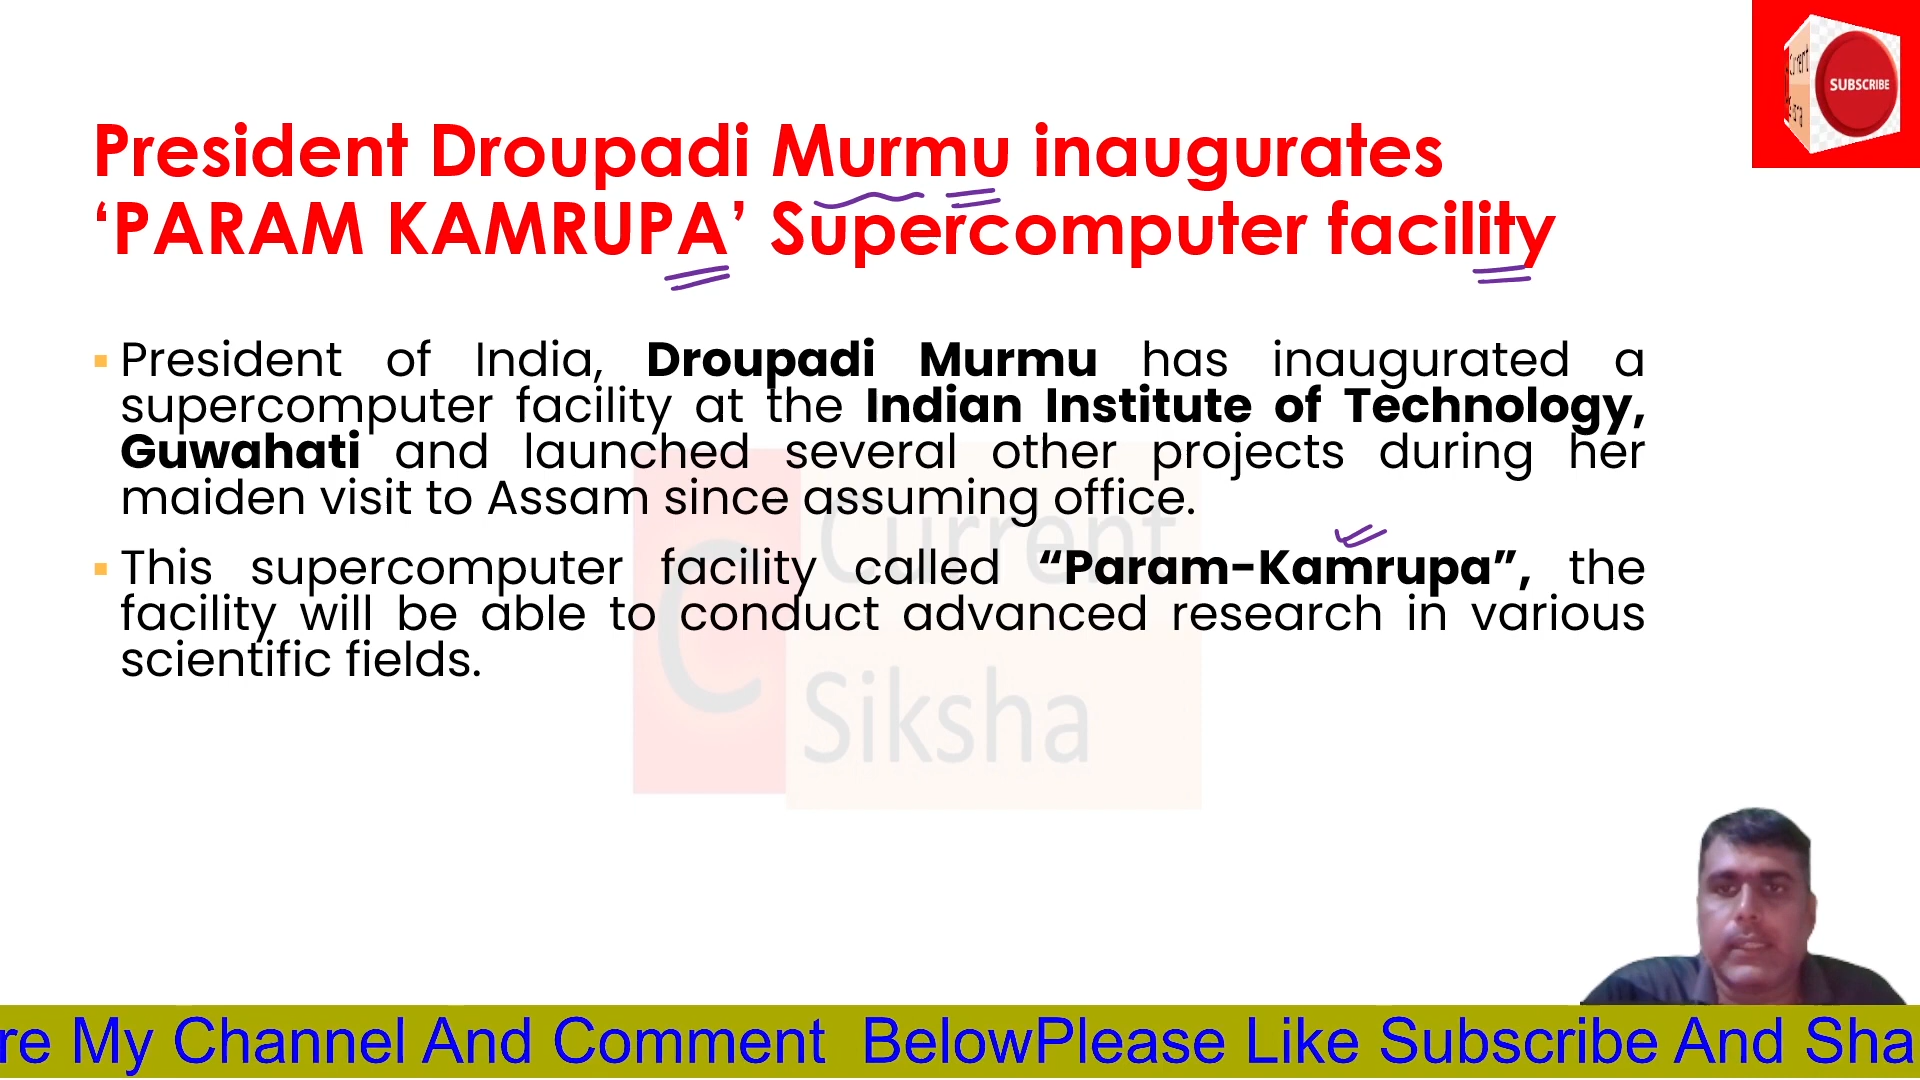 SUBSCRIBE
President Droupadi Murmu inaugurates
‘PARAM KAMRUPA’ Supercomputer facility
President of India, Droupadi Murmu has inaugurated a
supercomputer facility at the Indian Institute of Technology,
Guwahati and launched several other projects during her
maiden visit to Assam since assuming office.
This supercomputer facility called “Param-Kamrupa”, the
facility will be able to conduct advanced research in various
scientific fields.
C
Current
Siksha
re My Channel And Comment BelowPlease Like Subscribe And Sha